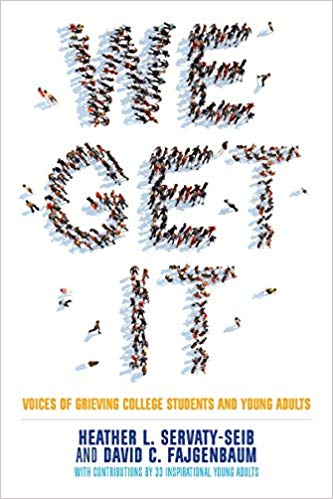 WE
GET
IT
VOICES OF GRIEVING COLLEGE STUDENTS AND YOUNG ADULTS
HEATHER L. SERVATY-SEIB
AND DAVID C. FAJGENBAUM
WITH CONTRIBUTIONS BY 33 INSPIRATIONAL YOUNG ADULTS